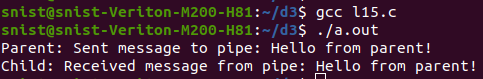 snist@snist-Veriton-M200-H81:~/d3$ gcc l15.c
snist@snist-Veriton-M200-H81:~/d3$ ./a.out
Parent: Sent message to pipe: Hello from parent!
Child: Received message from pipe: Hello from parent!